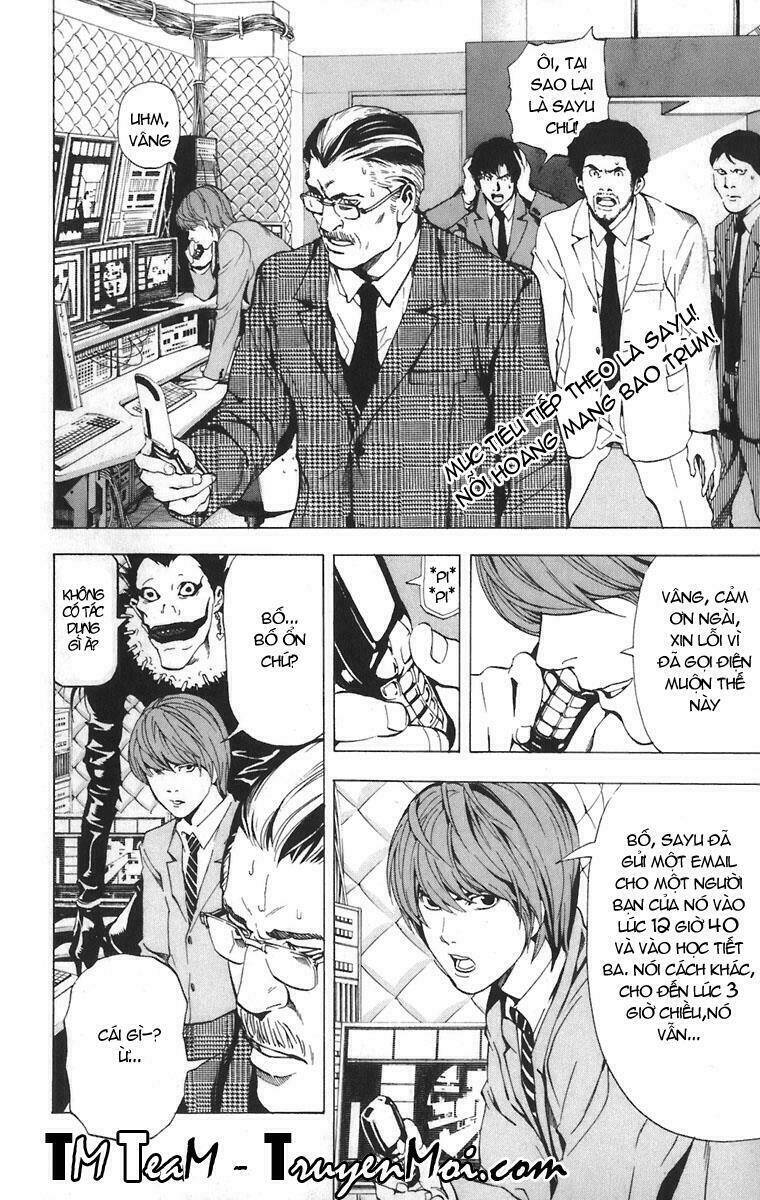 ÔI, TẠI
SAO LẠI
LÀ SAYU
CHỨ!
UHM,
VÂNG
MỤC TIÊU TIẾP THEO LÀ SAYU!
NỖI HOANG MANG BAO TRÙM!
VÂNG, CẢM
ƠN NGÀI,
XIN LỖI VÌ
ĐÃ GỌI ĐIỆN
MUỘN THẾ
NÀY
*PI*
*PI*
BỐ...
BỐ ỔN
CHỨ?
KHÔNG
CÓ TÁC
DỤNG
GÌ À?
BỐ, SAYU ĐÃ
GỬI MỘT EMAIL
CHO MỘT NGƯỜI
BẠN CỦA NÓ VÀO
LÚC 12 GIỜ 40
VÀ VÀO HỌC TIẾT
BA. NÓI CÁCH KHÁC,
CHO ĐẾN LÚC 3
GIỜ CHIỀU,NÓ
VẪN...
CÁI GÌ-?
Ừ...
TM TeaM - TruyenMoi.com